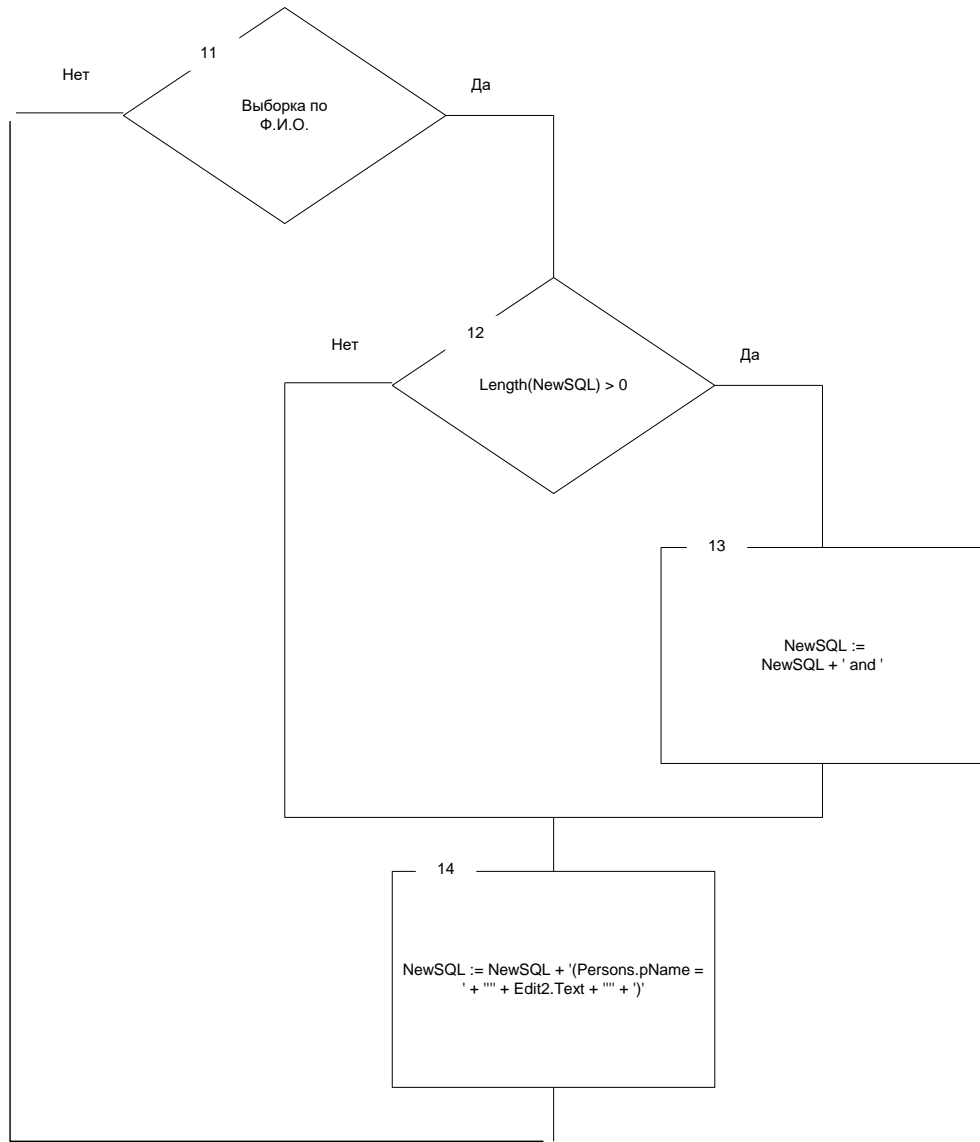 11
Нет
Да
Выборка по
Ф.И.О.
12
Нет
Да
Length(NewSQL) > 0
13
NewSQL :=
NewSQL + ' and '
14
NewSQL := NewSQL + '(Persons.pName =
' + '''' + Edit2.Text + '''' + ')'